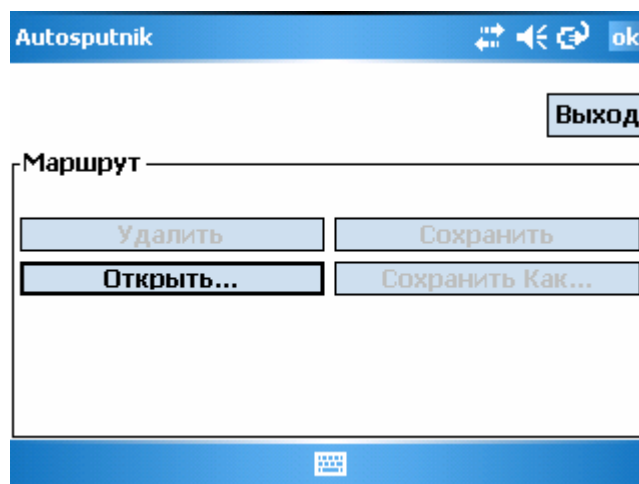 Autosputnik ok
Выход
Маршрут
Удалить Сохранить
Открыть... Сохранить Как...